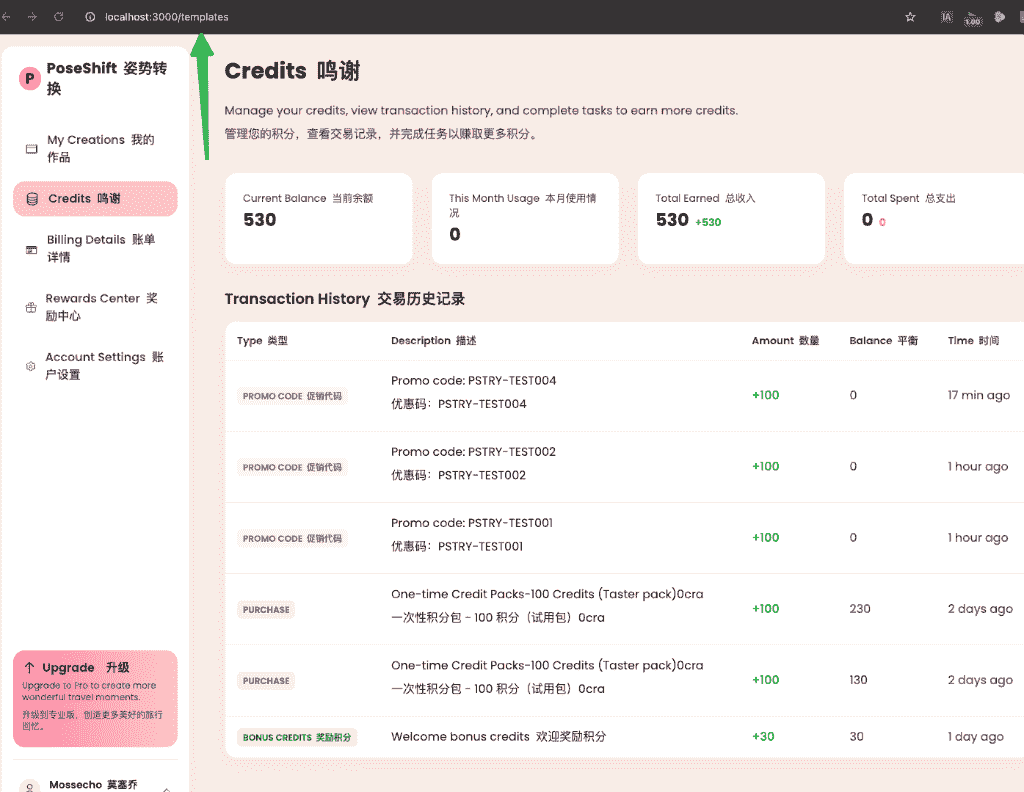 localhost:3000/templates
IA
1.00
P
PoseShift 姿势转
换
My Creations 我的
作品
Credits 鸣谢
Billing Details 账单
详情
Rewards Center 奖
励中心
Account Settings 账
户设置
Upgrade 升级
Upgrade to Pro to create more
wonderful travel moments.
升级到专业版，创造更多美好的旅行
回忆。
Mossecho 莫塞乔
Credits 鸣谢
Manage your credits, view transaction history, and complete tasks to earn more credits.
管理您的积分，查看交易记录，并完成任务以赚取更多积分。
Current Balance 当前余额
530
This Month Usage 本月使用情
况
0
Total Earned 总收入
530 +530
Total Spent 总支出
0 0
Transaction History 交易历史记录
Type 类型 Description 描述 Amount 数量 Balance 平衡 Time 时间
PROMO CODE 促销代码 Promo code: PSTRY-TEST004 +100 0 17 min ago
优惠码：PSTRY-TEST004
PROMO CODE 促销代码 Promo code: PSTRY-TEST002 +100 0 1 hour ago
优惠码：PSTRY-TEST002
PROMO CODE 促销代码 Promo code: PSTRY-TEST001 +100 0 1 hour ago
优惠码：PSTRY-TEST001
PURCHASE One-time Credit Packs-100 Credits (Taster pack)0cra +100 230 2 days ago
一次性积分包 - 100 积分（试用包）0cra
PURCHASE One-time Credit Packs-100 Credits (Taster pack)0cra +100 130 2 days ago
一次性积分包 - 100 积分（试用包）0cra
BONUS CREDITS 奖励积分 Welcome bonus credits 欢迎奖励积分 +30 30 1 day ago